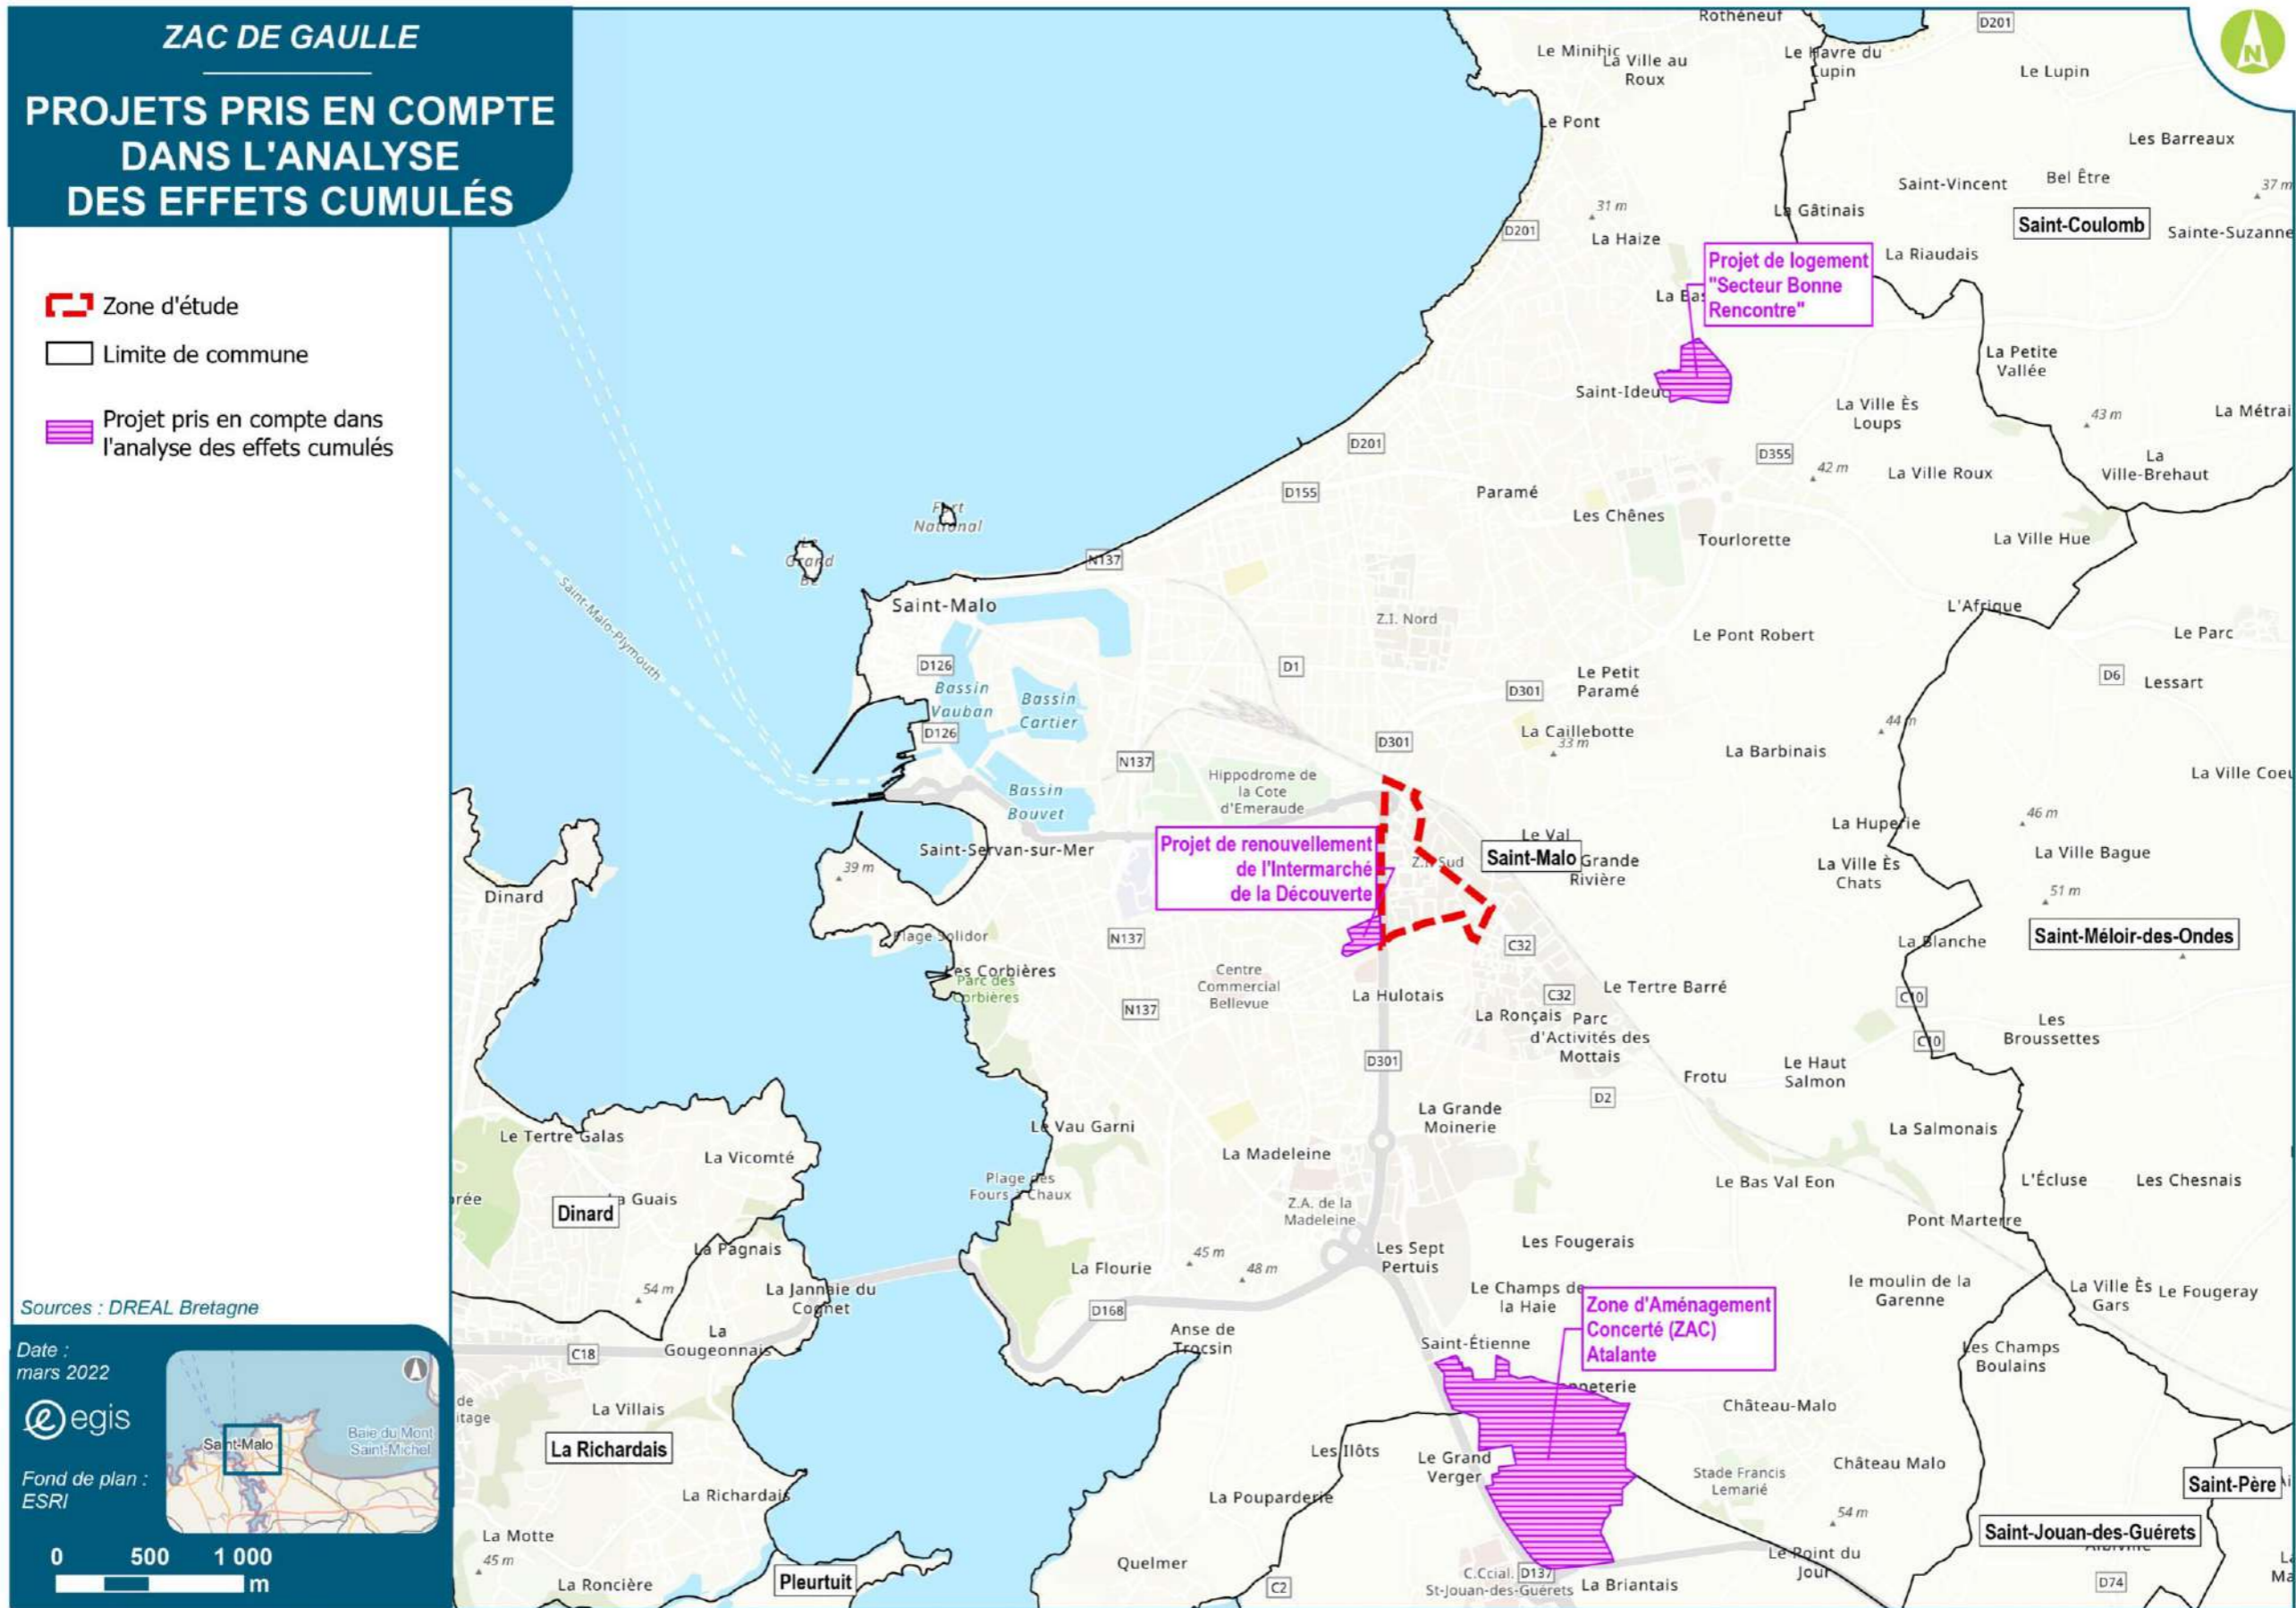 ZAC DE GAULLE
PROJETS PRIS EN COMPTE
DANS L'ANALYSE
DES EFFETS CUMULÉS
Zone d'étude
Limite de commune
Projet pris en compte dans
l'analyse des effets cumulés
Sources : DREAL Bretagne
Date :
mars 2022
egis
Fond de plan :
ESRI
Saint-Malo
Baie du Mont
Saint-Michel
0 500 1 000
m
N
Rothéneuf
D201
Le Minihic
La Ville au
Roux
Le Havre du
Lupin
Le Lupin
Le Pont
Les Barreaux
Saint-Vincent
Bel Être
37 m
31 m
La Gâtinais
Saint-Coulomb
Sainte-Suzanne
D201
La Haize
La Riaudais
Projet de logement
"Secteur Bonne
Rencontre"
La Petite
Vallée
La Ville Ès
Loups
43 m
D201
D355
42 m
La Ville Roux
La
Ville-Brehaut
D155
Paramé
Les Chênes
Fort
National
Tourlorette
La Ville Hue
Le
Grand
Bé
N137
Saint-Malo-Plymouth
Saint-Malo
L'Afrique
Z.I. Nord
Le Pont Robert
Le Parc
D126
D1
Le Petit
Paramé
D6
Lessart
Bassin
Vauban
Bassin
Cartier
D301
D126
La Caillebotte
33 m
44 m
D301
La Barbinais
N137
Hippodrome de
la Cote
d'Emeraude
Bassin
Bouvet
46 m
La Huperie
Projet de renouvellement
de l'Intermarché
de la Découverte
Le Val
Saint-Malo
Grande
Rivière
Z.I. Sud
Saint-Servan-sur-Mer
La Ville Bague
39 m
La Ville Ès
Chats
51 m
Dinard
Plage Solidor
N137
C32
La Blanche
Saint-Méloir-des-Ondes
Les Corbières
Parc des
Corbières
Centre
Commercial
Bellevue
La Hulotais
C32
Le Tertre Barré
C10
N137
La Ronçais
Parc
d'Activités des
Mottais
Les
Broussettes
C10
D301
Le Haut
Salmon
Frotu
D2
La Grande
Moinerie
Le Vau Garni
Le Tertre Galas
La Salmonais
La Vicomté
La Madeleine
Plage des
Fours à Chaux
Le Bas Val Eon
L'Écluse
Les Chesnais
Dinard
Z.A. de la
Madeleine
Pont Marterre
La Pagnais
Les Sept
Pertuis
Les Fougerais
45 m
La Flourie
48 m
54 m
La Jannaie du
Cognet
Le Champs de
la Haie
le moulin de la
Garenne
La Ville Ès
Gars
Le Fougeray
D168
Zone d'Aménagement
Concerté (ZAC)
Atalante
La
Gougeonnais
Anse de
Trocsin
Saint-Étienne
C18
Les Champs
Boulains
La Villais
Château-Malo
La Richardais
Les Ilôts
Le Grand
Verger
Château Malo
Stade Francis
Lemarié
Saint-Père
La Richardais
La Pouparderie
54 m
La Motte
45 m
Saint-Jouan-des-Guérets
Le Point du
Jour
Quelmer
C.Ccial.
St-Jouan-des-Guérets
D137
La Briantais
La Roncière
Pleurtuit
C2
D74